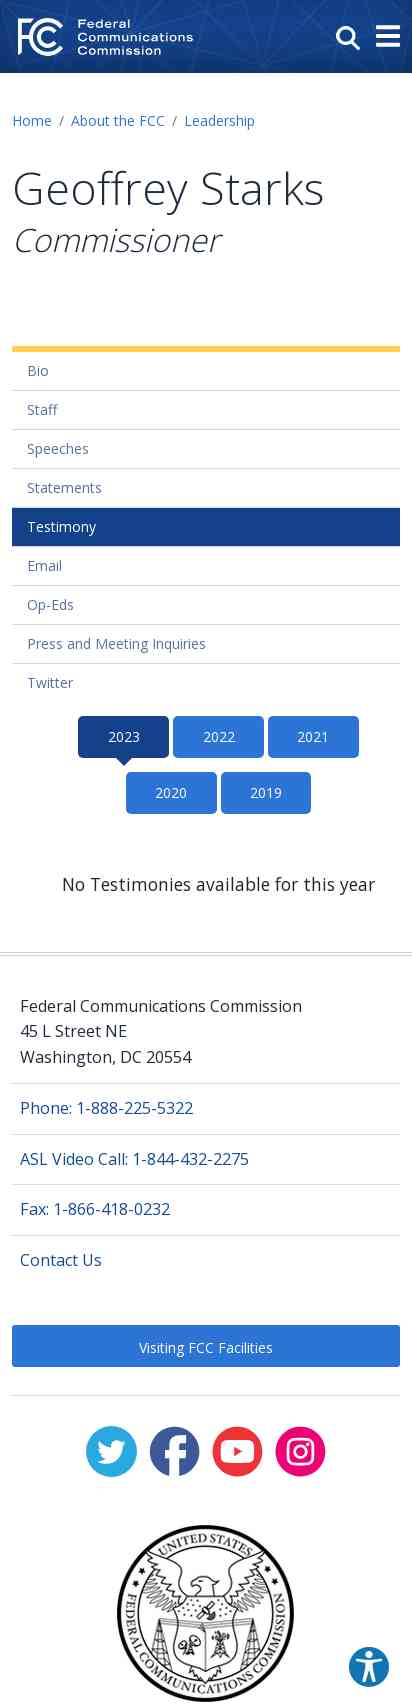 Federal
Communications
Commission
Home / About the FCC / Leadership
Geoffrey Starks
Commissioner
Bio
Staff
Speeches
Statements
Testimony
Email
Op-Eds
Press and Meeting Inquiries
Twitter
2023 2022 2021
2020 2019
No Testimonies available for this year
Federal Communications Commission
45 L Street NE
Washington, DC 20554
Phone: 1-888-225-5322
ASL Video Call: 1-844-432-2275
Fax: 1-866-418-0232
Contact Us
Visiting FCC Facilities
UNITED STATES
FEDERAL COMMUNICATIONS COMMISSION